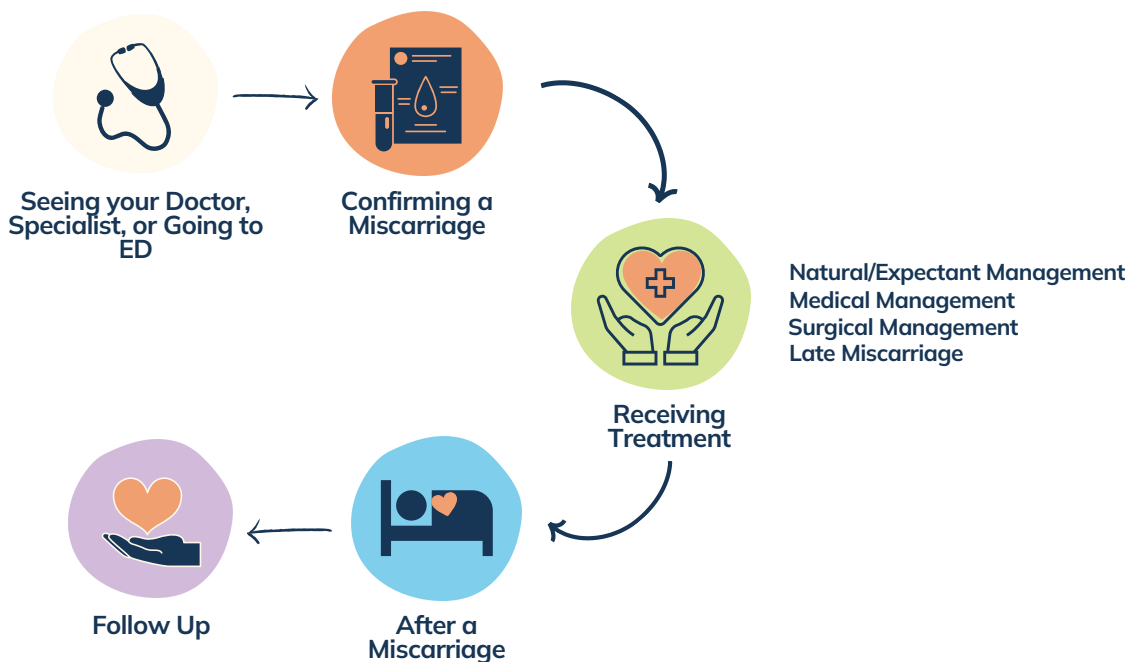 Seeing your Doctor,
Specialist, or Going to
ED
Confirming a
Miscarriage
Natural/Expectant Management
Medical Management
Surgical Management
Late Miscarriage
Receiving
Treatment
After a
Miscarriage
Follow Up